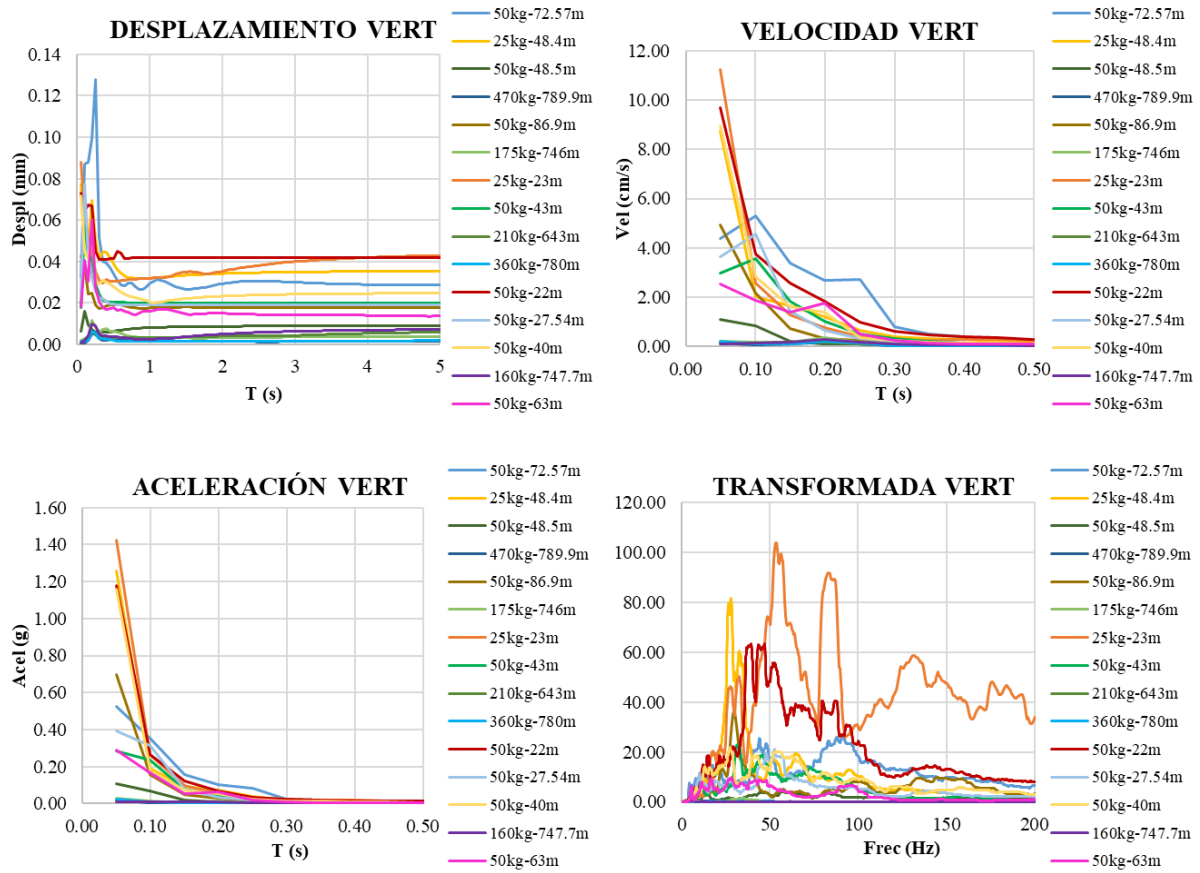 DESPLAZAMIENTO VERT
Despl (mm)
0.14
0.12
0.10
0.08
0.06
0.04
0.02
0.00
0 1 2 3 4 5
T (s)
50kg-72.57m
25kg-48.4m
50kg-48.5m
470kg-789.9m
50kg-86.9m
175kg-746m
25kg-23m
50kg-43m
210kg-643m
360kg-780m
50kg-22m
50kg-27.54m
50kg-40m
160kg-747.7m
50kg-63m
VELOCIDAD VERT
Vel (cm/s)
12.00
10.00
8.00
6.00
4.00
2.00
0.00
0.00 0.10 0.20 0.30 0.40 0.50
T (s)
50kg-72.57m
25kg-48.4m
50kg-48.5m
470kg-789.9m
50kg-86.9m
175kg-746m
25kg-23m
50kg-43m
210kg-643m
360kg-780m
50kg-22m
50kg-27.54m
50kg-40m
160kg-747.7m
50kg-63m
ACELERACIÓN VERT
Acel (g)
1.60
1.40
1.20
1.00
0.80
0.60
0.40
0.20
0.00
0.00 0.10 0.20 0.30 0.40 0.50
T (s)
50kg-72.57m
25kg-48.4m
50kg-48.5m
470kg-789.9m
50kg-86.9m
175kg-746m
25kg-23m
50kg-43m
210kg-643m
360kg-780m
50kg-22m
50kg-27.54m
50kg-40m
160kg-747.7m
50kg-63m
TRANSFORMADA VERT
120.00
100.00
80.00
60.00
40.00
20.00
0.00
0 50 100 150 200
Frec (Hz)
50kg-72.57m
25kg-48.4m
50kg-48.5m
470kg-789.9m
50kg-86.9m
175kg-746m
25kg-23m
50kg-43m
210kg-643m
360kg-780m
50kg-22m
50kg-27.54m
50kg-40m
160kg-747.7m
50kg-63m